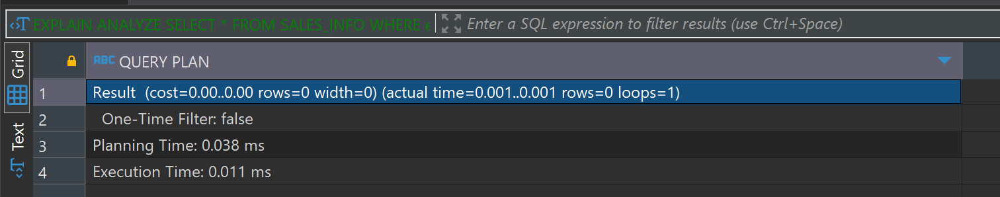 EXPLAIN ANALYZE SELECT * FROM SALES_INFO WHERE
Enter a SQL expression to filter results (use Ctrl+Space)
Grid
Text
ABC QUERY PLAN
1 Result (cost=0.00..0.00 rows=0 width=0) (actual time=0.001..0.001 rows=0 loops=1)
2 One-Time Filter: false
3 Planning Time: 0.038 ms
4 Execution Time: 0.011 ms